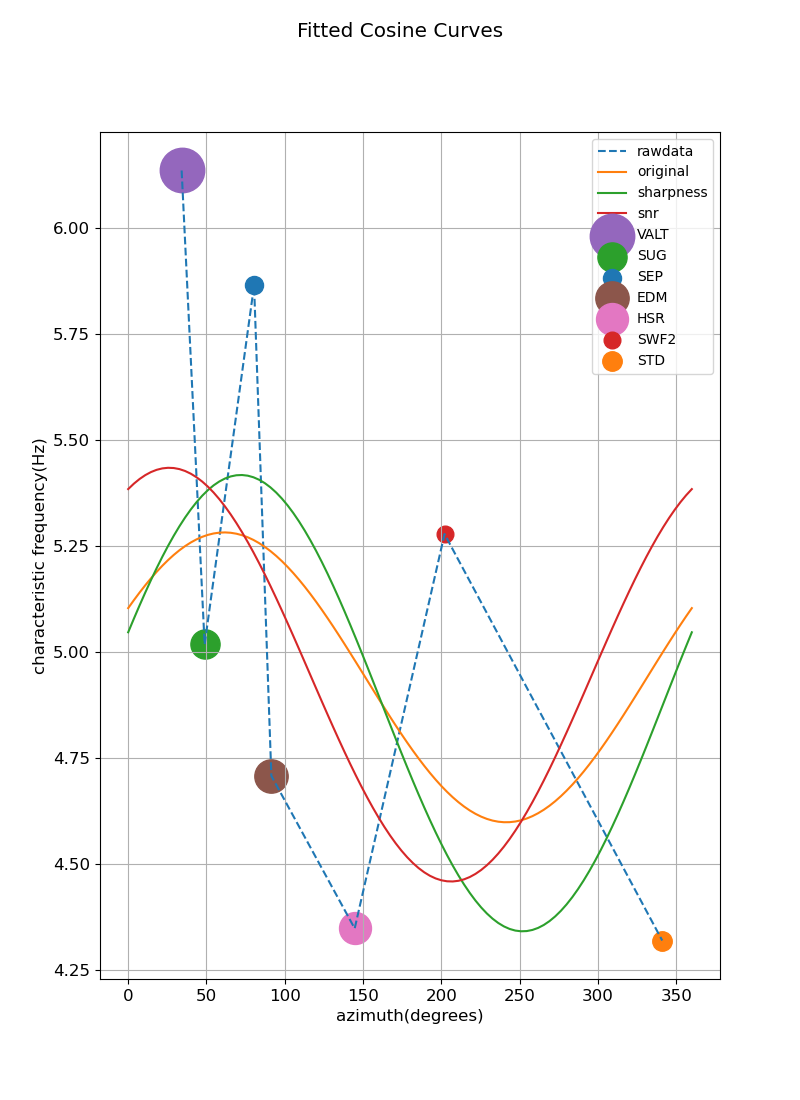 Fitted Cosine Curves
rawdata
original
sharpness
snr
VALT
SUG
SEP
EDM
HSR
SWF2
STD
characteristic frequency(Hz)
6.00
5.75
5.50
5.25
5.00
4.75
4.50
4.25
0 50 100 150 200 250 300 350
azimuth(degrees)